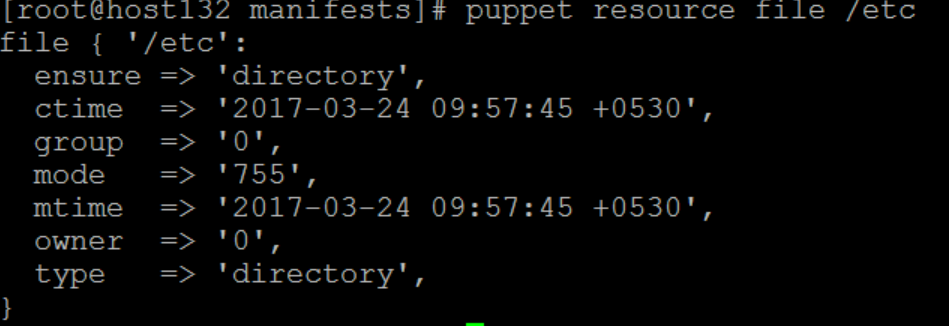 [root@host132 manifests]# puppet resource file /etc
file { '/etc':
  ensure => 'directory',
  ctime  => '2017-03-24 09:57:45 +0530',
  group  => '0',
  mode   => '755',
  mtime  => '2017-03-24 09:57:45 +0530',
  owner  => '0',
  type   => 'directory',
}